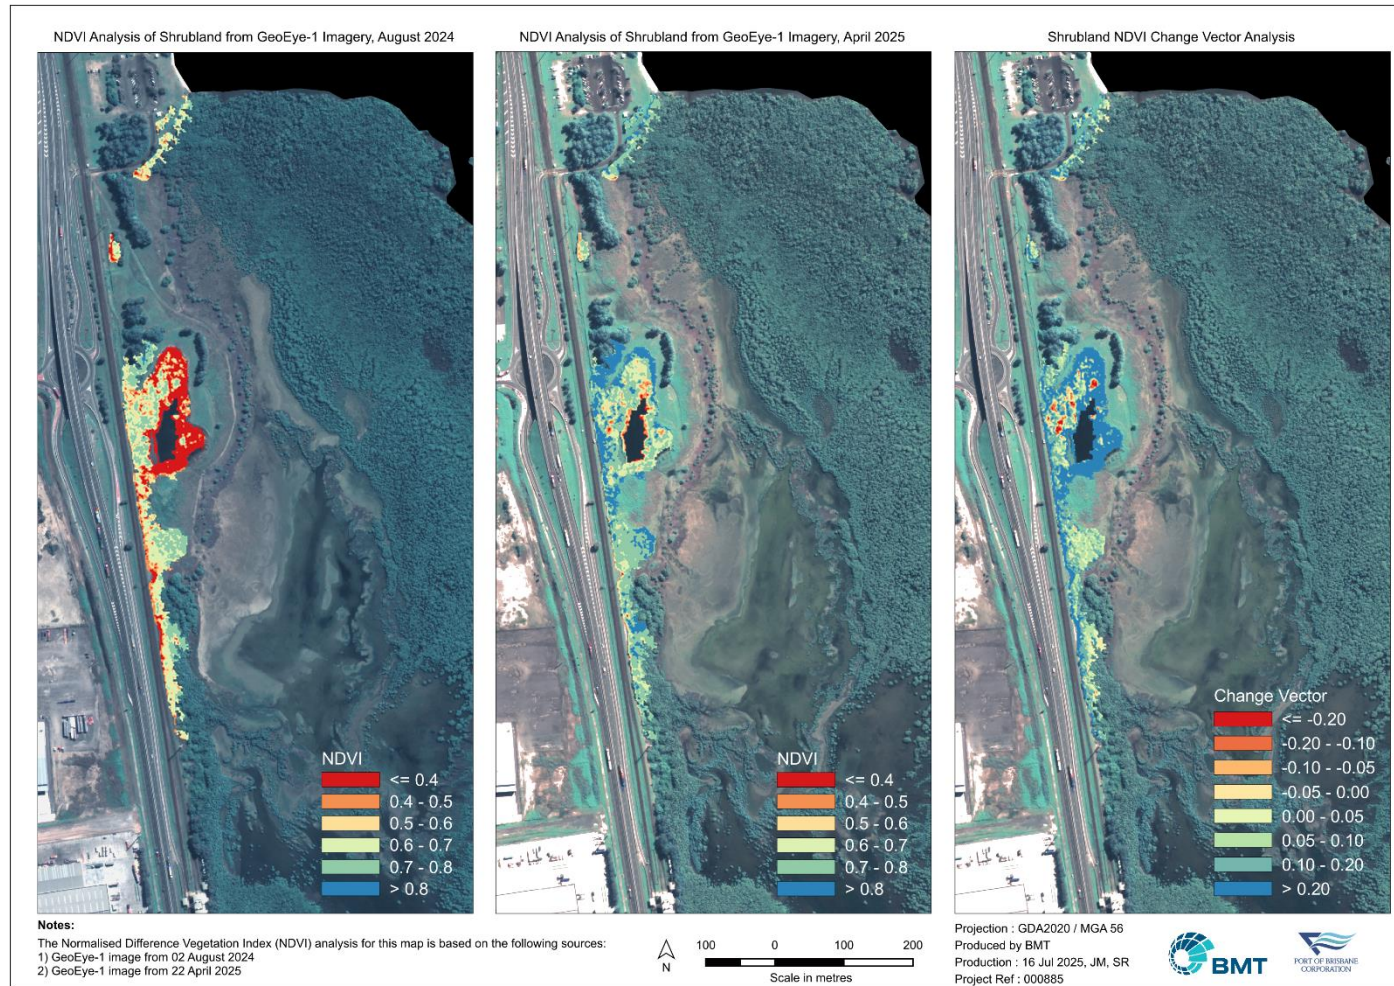 NDVI Analysis of Shrubland from GeoEye-1 Imagery, August 2024
NDVI Analysis of Shrubland from GeoEye-1 Imagery, April 2025
Shrubland NDVI Change Vector Analysis
NDVI
<= 0.4
0.4 - 0.5
0.5 - 0.6
0.6 - 0.7
0.7 - 0.8
> 0.8
NDVI
<= 0.4
0.4 - 0.5
0.5 - 0.6
0.6 - 0.7
0.7 - 0.8
> 0.8
Change Vector
<= -0.20
-0.20 - -0.10
-0.10 - -0.05
-0.05 - 0.00
0.00 - 0.05
0.05 - 0.10
0.10 - 0.20
> 0.20
Notes:
The Normalised Difference Vegetation Index (NDVI) analysis for this map is based on the following sources:
1) GeoEye-1 image from 02 August 2024
2) GeoEye-1 image from 22 April 2025
N
100 0 100 200
Scale in metres
Projection : GDA2020 / MGA 56
Produced by BMT
Production : 16 Jul 2025, JM, SR
Project Ref : 000885
BMT
PORT OF BRISBANE
CORPORATION